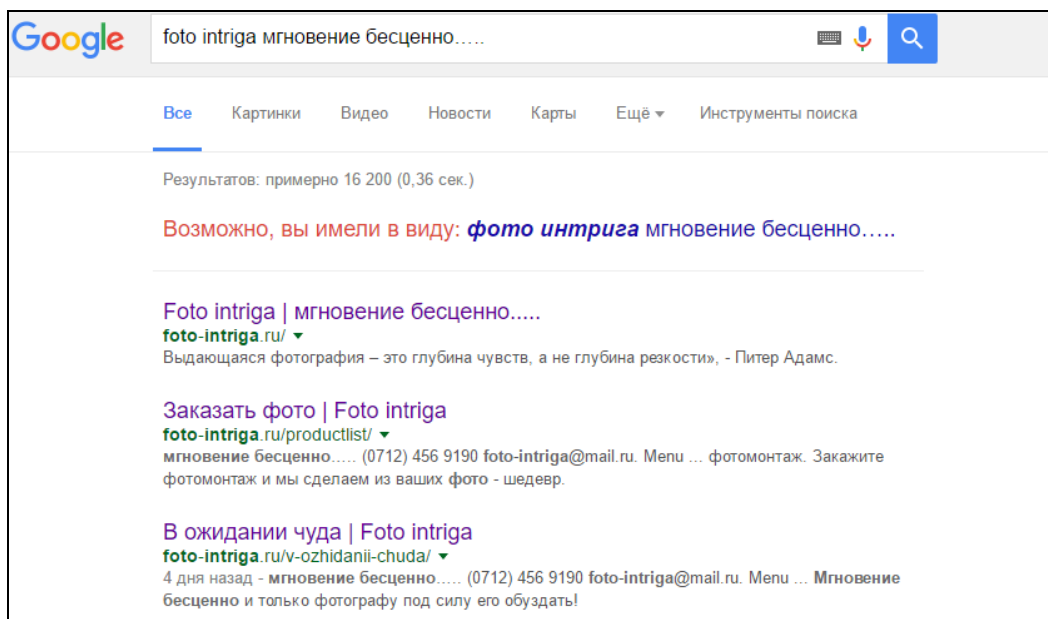 Google foto intriga мгновение бесценно.....
Все Картинки Видео Новости Карты Ещё Инструменты поиска
Результатов: примерно 16 200 (0,36 сек.)
Возможно, вы имели в виду: фото интрига мгновение бесценно.....
Foto intriga | мгновение бесценно.....
foto-intriga.ru/
Выдающаяся фотография – это глубина чувств, а не глубина резкости», - Питер Адамс.
Заказать фото | Foto intriga
foto-intriga.ru/productlist/
мгновение бесценно..... (0712) 456 9190 foto-intriga@mail.ru. Menu ... фотомонтаж. Закажите
фотомонтаж и мы сделаем из ваших фото - шедевр.
В ожидании чуда | Foto intriga
foto-intriga.ru/v-ozhidanii-chuda/
4 дня назад - мгновение бесценно..... (0712) 456 9190 foto-intriga@mail.ru. Menu ... Мгновение
бесценно и только фотографу под силу его обуздать!